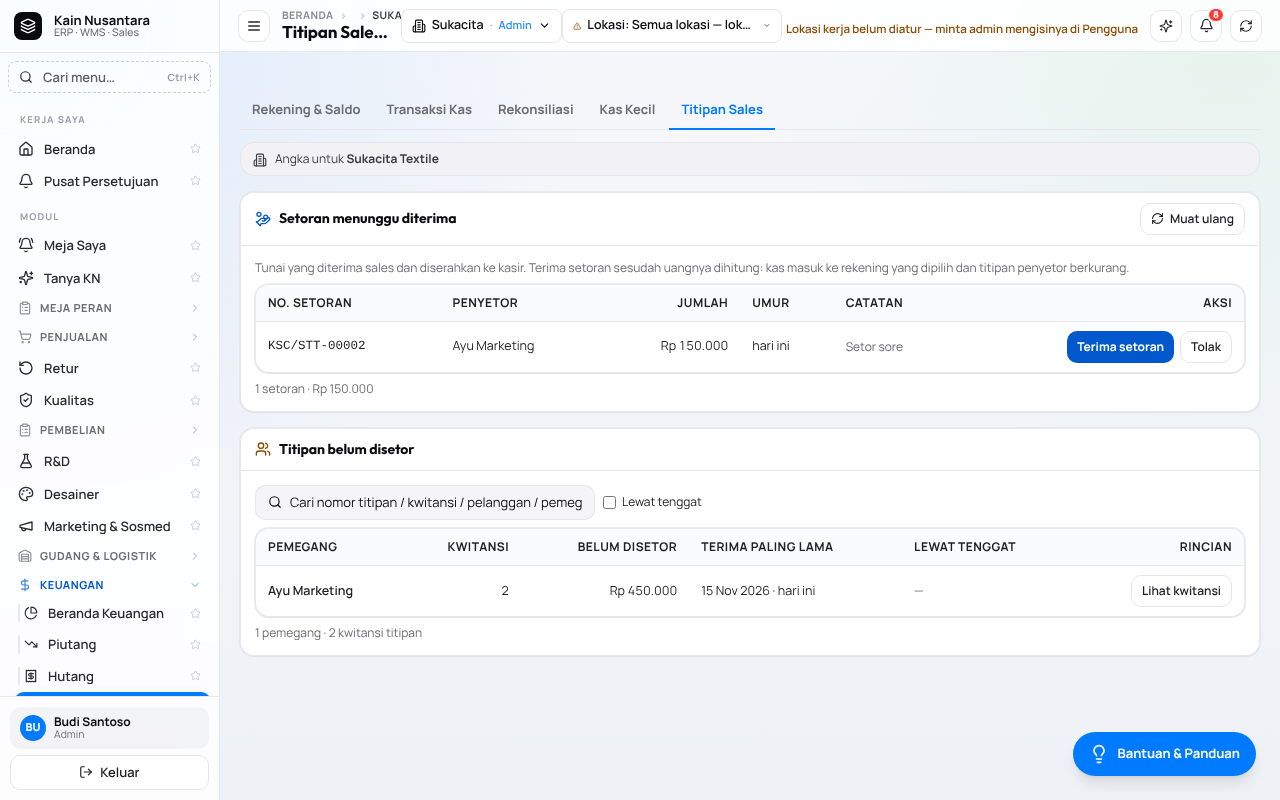 Kain Nusantara
ERP · WMS · Sales
Cari menu... Ctrl+K
KERJA SAYA
Beranda
Pusat Persetujuan
MODUL
Meja Saya
Tanya KN
MEJA PERAN
PENJUALAN
Retur
Kualitas
PEMBELIAN
R&D
Desainer
Marketing & Sosmed
GUDANG & LOGISTIK
KEUANGAN
Beranda Keuangan
Piutang
Hutang
BU Budi Santoso
Admin
Keluar
BERANDA › › SUKA
Titipan Sale...
Sukacita · Admin
Lokasi: Semua lokasi — lok...
Lokasi kerja belum diatur — minta admin mengisinya di Pengguna
8
Rekening & Saldo Transaksi Kas Rekonsiliasi Kas Kecil Titipan Sales
Angka untuk Sukacita Textile
Setoran menunggu diterima Muat ulang
Tunai yang diterima sales dan diserahkan ke kasir. Terima setoran sesudah uangnya dihitung: kas masuk ke rekening yang dipilih dan titipan penyetor berkurang.
NO. SETORAN PENYETOR JUMLAH UMUR CATATAN AKSI
KSC/STT-00002 Ayu Marketing Rp 150.000 hari ini Setor sore Terima setoran Tolak
1 setoran · Rp 150.000
Titipan belum disetor
Cari nomor titipan / kwitansi / pelanggan / pemeg Lewat tenggat
PEMEGANG KWITANSI BELUM DISETOR TERIMA PALING LAMA LEWAT TENGGAT RINCIAN
Ayu Marketing 2 Rp 450.000 15 Nov 2026 · hari ini — Lihat kwitansi
1 pemegang · 2 kwitansi titipan
Bantuan & Panduan